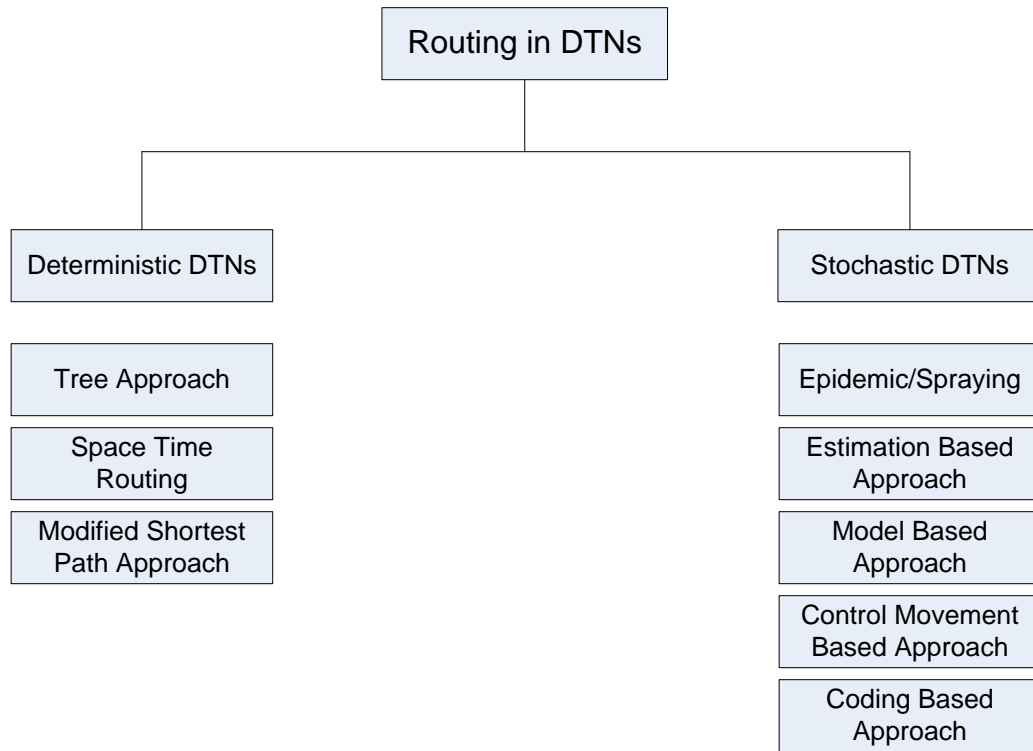 Routing in DTNs
Deterministic DTNs
Tree Approach
Space Time
Routing
Modified Shortest
Path Approach
Stochastic DTNs
Epidemic/Spraying
Estimation Based
Approach
Model Based
Approach
Control Movement
Based Approach
Coding Based
Approach